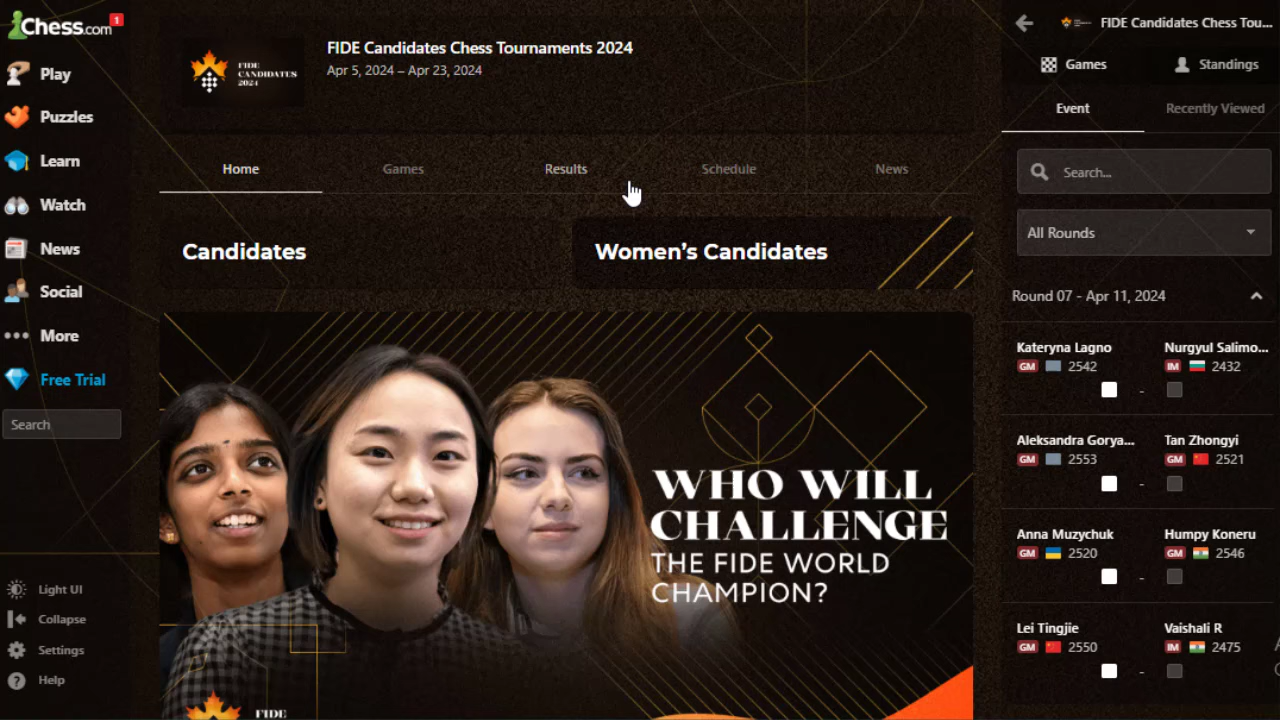 Chess.com
1
Play
Puzzles
Learn
Watch
News
Social
More
Free Trial
Search
Light UI
Collapse
Settings
Help
FIDE
CANDIDATES
2024
FIDE Candidates Chess Tournaments 2024
Apr 5, 2024 – Apr 23, 2024
Home
Games
Results
Schedule
News
Candidates
Women's Candidates
WHO WILL
CHALLENGE
THE FIDE WORLD
CHAMPION?
FIDE
FIDE Candidates Chess Tou...
Games
Standings
Event
Recently Viewed
Search...
All Rounds
Round 07 - Apr 11, 2024
Kateryna Lagno
GM 2542
Nurgyul Salimo...
IM 2432
-
Aleksandra Gorya...
GM 2553
Tan Zhongyi
GM 2521
-
Anna Muzychuk
GM 2520
Humpy Koneru
GM 2546
-
Lei Tingjie
GM 2550
Vaishali R
IM 2475
-